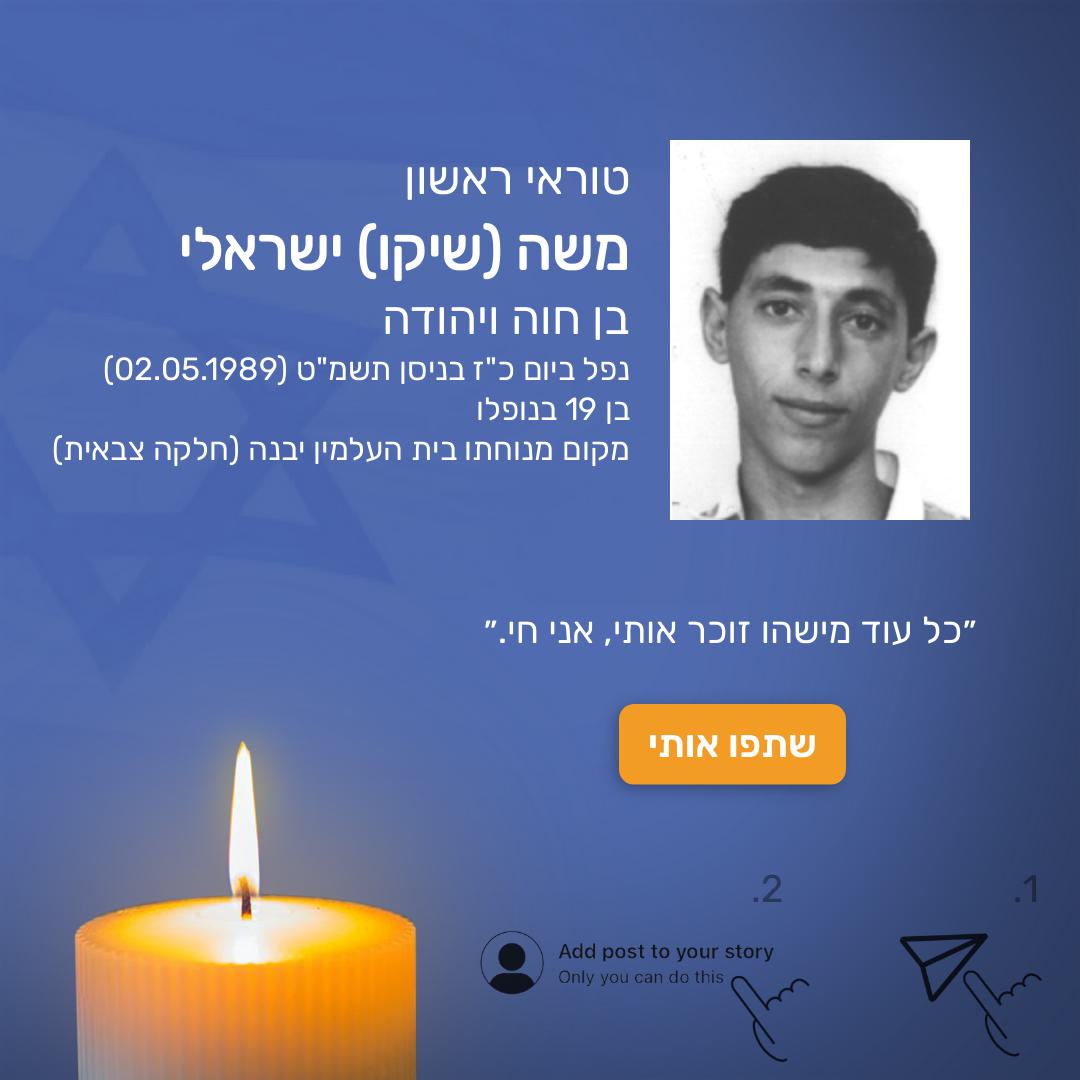 טוראי ראשון
משה (שיקו) ישראלי
בן חוה ויהודה
נפל ביום כ"ז בניסן תשמ"ט (02.05.1989)
בן 19 בנופלו
מקום מנוחתו בית העלמין יבנה (חלקה צבאית)
״כל עוד מישהו זוכר אותי, אני חי.״
שתפו אותי
.1
.2
Add post to your story
Only you can do this